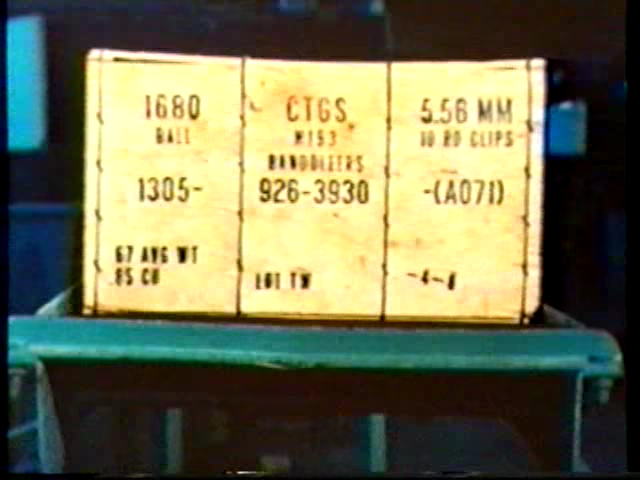 1680 CTGS 5.56 MM
BALL M193 10 RD CLIPS
BANDOLEERS
1305- 926-3930 -(A071)
67 AVG WT
.85 CU LOT TW -4-